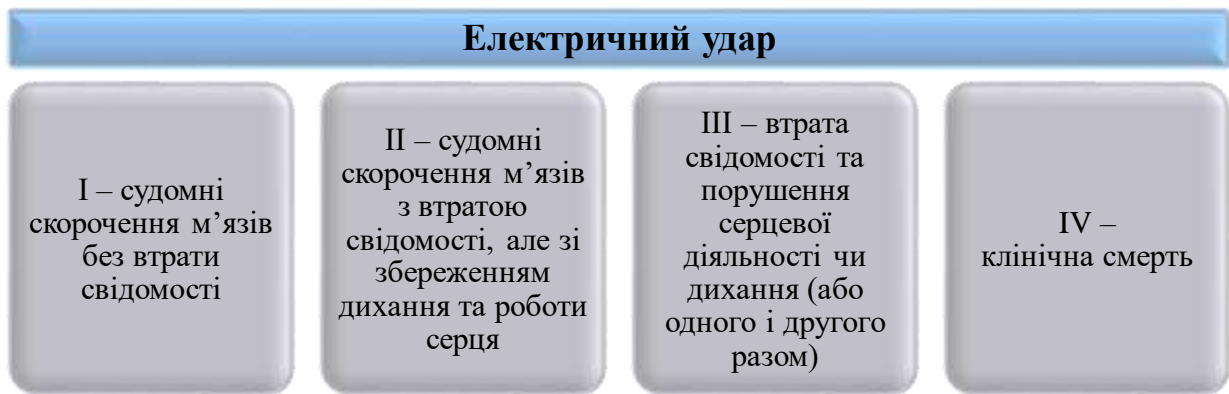 Електричний удар
I – судомні
скорочення м’язів
без втрати
свідомості
II – судомні
скорочення м’язів
з втратою
свідомості, але зі
збереженням
дихання та роботи
серця
III – втрата
свідомості та
порушення
серцевої
діяльності чи
дихання (або
одного і другого
разом)
IV –
клінічна смерть